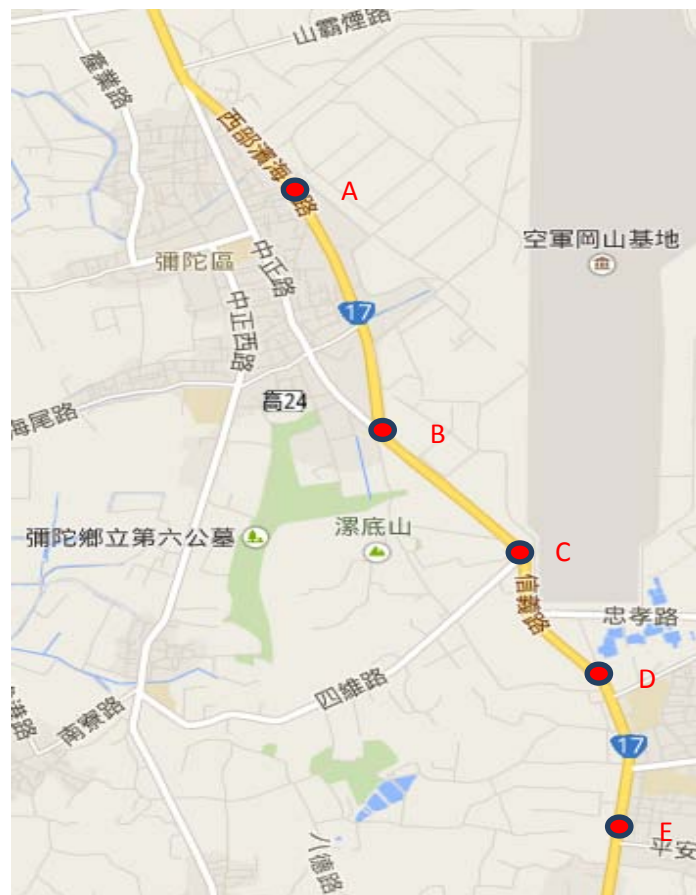 山霸煙路
產業路
西部濱海
路
A
空軍岡山基地
彌陀區
中正路
中正西路
17
高24
海尾路
B
漯底山
彌陀鄉立第六公墓
C
信義路
忠孝路
D
四維路
南寮路
港路
17
E
平安
八德路